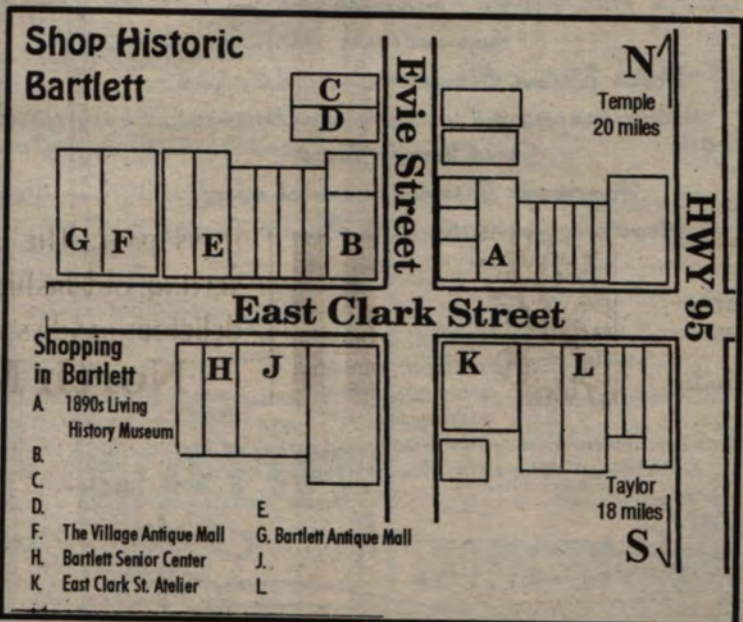 Shop Historic
Bartlett
C
D
Evie Street
N
Temple
20 miles
G F E B
A
HWY 95
East Clark Street
Shopping
in Bartlett
H J K L
A 1890s Living
History Museum
B.
C.
D. E.
F. The Village Antique Mall G. Bartlett Antique Mall
H. Bartlett Senior Center J.
K. East Clark St. Atelier L
Taylor
18 miles
S